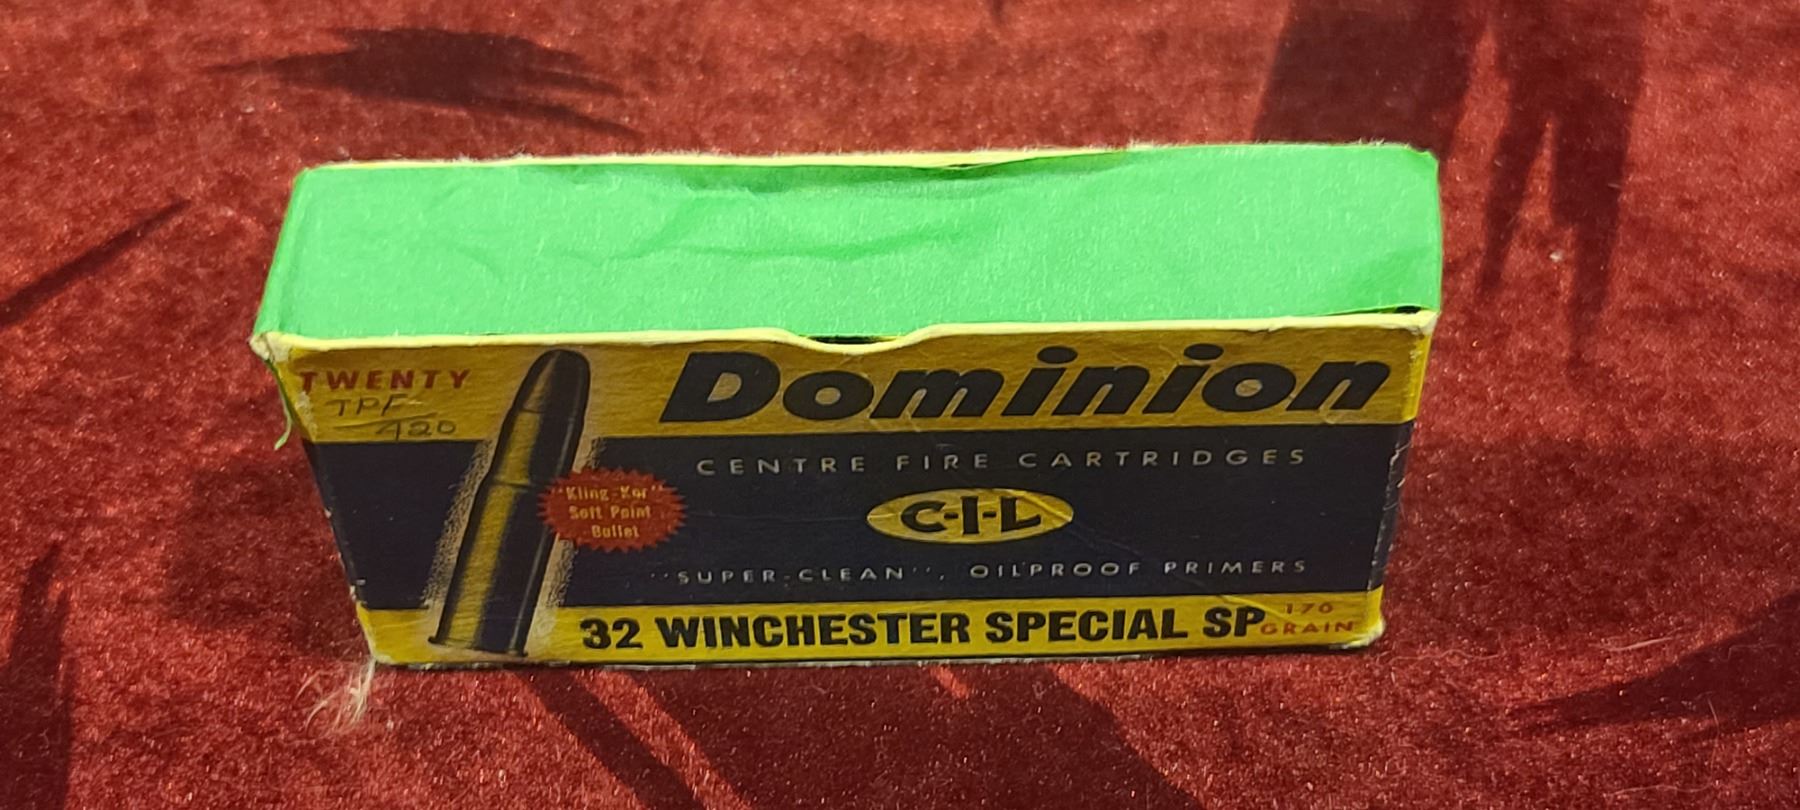 TWENTY
TPF
420
Dominion
CENTRE FIRE CARTRIDGES
"Kling-Kor"
Soft Point
Bullet
C-I-L
"SUPER-CLEAN", OILPROOF PRIMERS
32 WINCHESTER SPECIAL SP
170
GRAIN